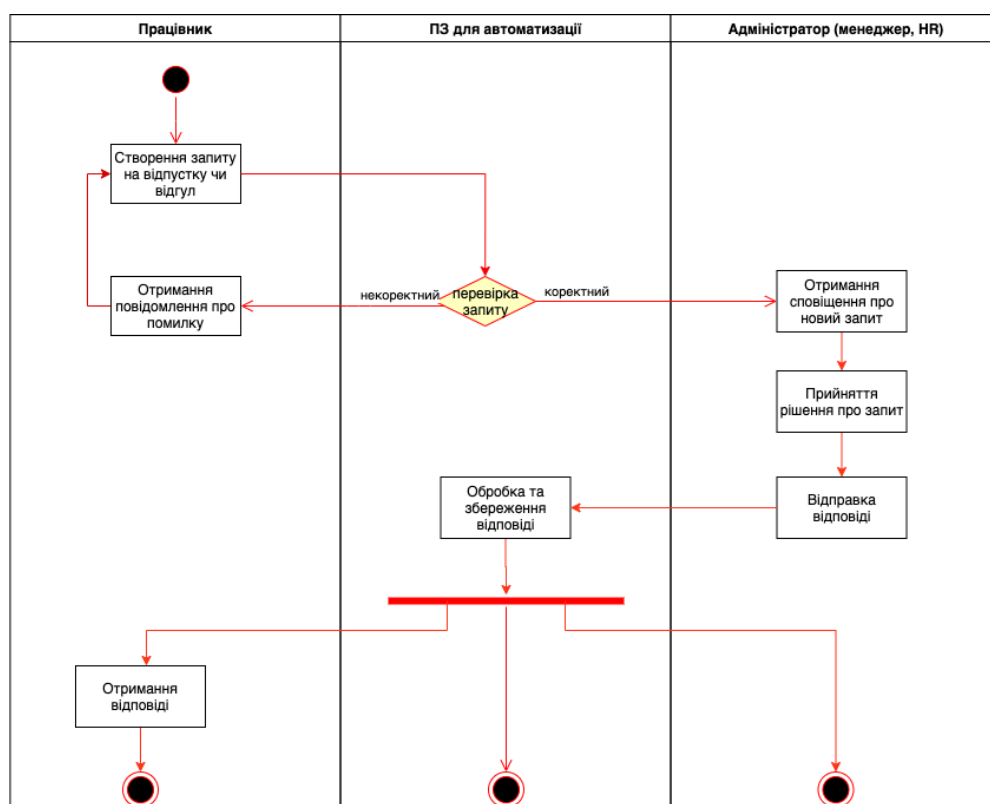 Працівник
ПЗ для автоматизації
Адміністратор (менеджер, HR)
Створення запиту
на відпустку чи
відгул
Отримання
повідомлення про
помилку
некоректний
перевірка
запиту
коректний
Отримання
сповіщення про
новий запит
Прийняття
рішення про запит
Обробка та
збереження
відповіді
Відправка
відповіді
Отримання
відповіді